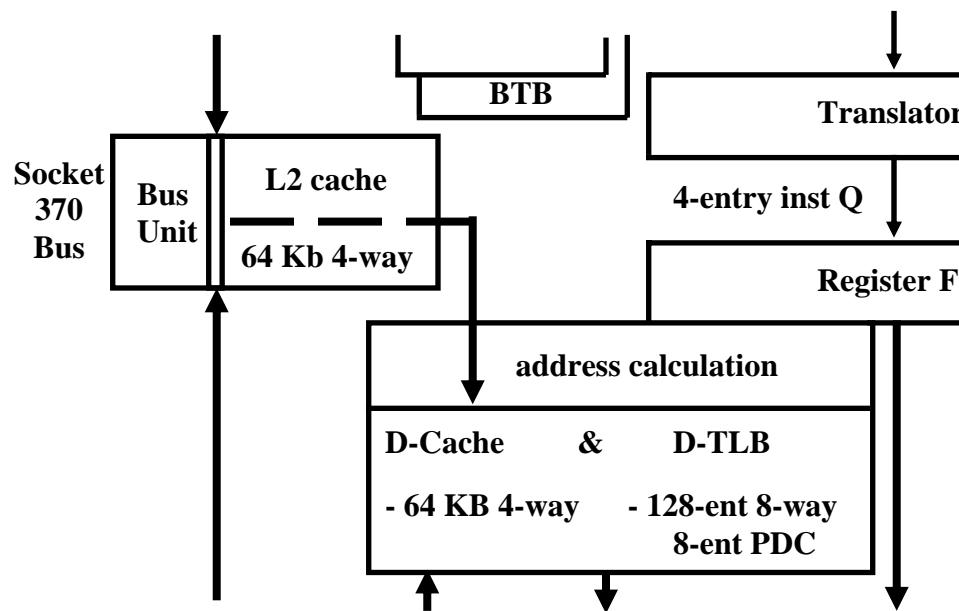 BTB
Translator
Socket
370
Bus
Bus
Unit
L2 cache
64 Kb 4-way
4-entry inst Q
Register F
address calculation
D-Cache & D-TLB
- 64 KB 4-way - 128-ent 8-way
8-ent PDC